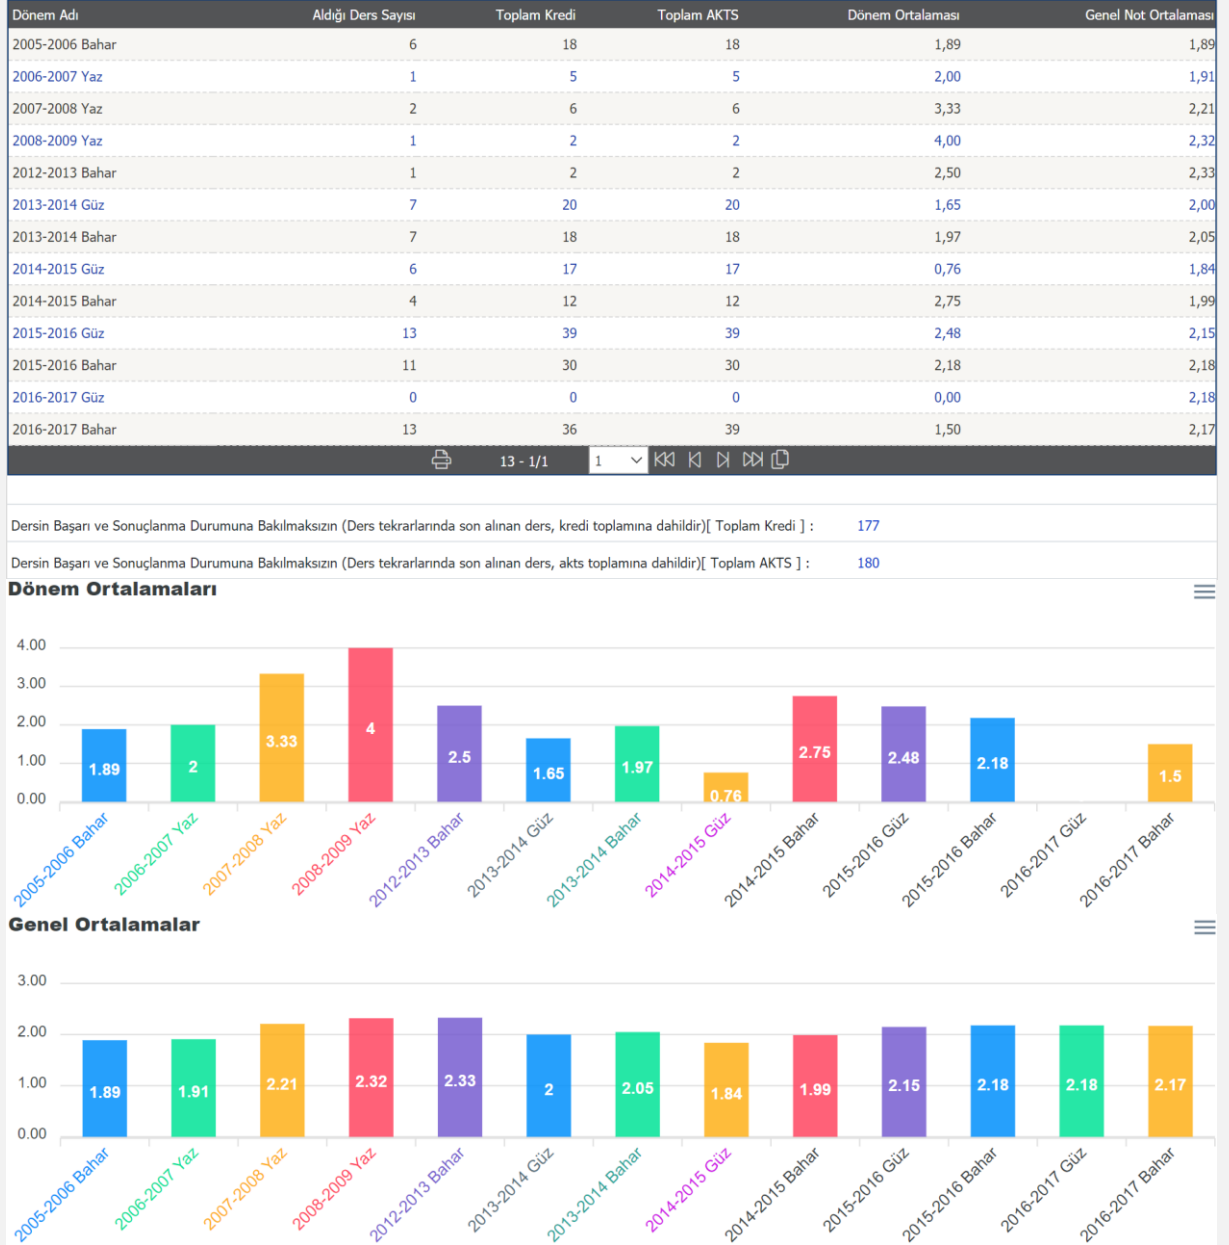 Dönem Adı Aldığı Ders Sayısı Toplam Kredi Toplam AKTS Dönem Ortalaması Genel Not Ortalaması
2005-2006 Bahar 6 18 18 1,89 1,89
2006-2007 Yaz 1 5 5 2,00 1,91
2007-2008 Yaz 2 6 6 3,33 2,21
2008-2009 Yaz 1 2 2 4,00 2,32
2012-2013 Bahar 1 2 2 2,50 2,33
2013-2014 Güz 7 20 20 1,65 2,00
2013-2014 Bahar 7 18 18 1,97 2,05
2014-2015 Güz 6 17 17 0,76 1,84
2014-2015 Bahar 4 12 12 2,75 1,99
2015-2016 Güz 13 39 39 2,48 2,15
2015-2016 Bahar 11 30 30 2,18 2,18
2016-2017 Güz 0 0 0 0,00 2,18
2016-2017 Bahar 13 36 39 1,50 2,17
13 - 1/1 1
Dersin Başarı ve Sonuçlanma Durumuna Bakılmaksızın (Ders tekrarlarında son alınan ders, kredi toplamına dahildir)[ Toplam Kredi ] : 177
Dersin Başarı ve Sonuçlanma Durumuna Bakılmaksızın (Ders tekrarlarında son alınan ders, akts toplamına dahildir)[ Toplam AKTS ] : 180
Dönem Ortalamaları
4.00
3.00
2.00
1.00
0.00
1.89 2 3.33 4 2.5 1.65 1.97 0.76 2.75 2.48 2.18 1.5
2005-2006 Bahar 2006-2007 Yaz 2007-2008 Yaz 2008-2009 Yaz 2012-2013 Bahar 2013-2014 Güz 2013-2014 Bahar 2014-2015 Güz 2014-2015 Bahar 2015-2016 Güz 2015-2016 Bahar 2016-2017 Güz 2016-2017 Bahar
Genel Ortalamalar
3.00
2.00
1.00
0.00
1.89 1.91 2.21 2.32 2.33 2 2.05 1.84 1.99 2.15 2.18 2.18 2.17
2005-2006 Bahar 2006-2007 Yaz 2007-2008 Yaz 2008-2009 Yaz 2012-2013 Bahar 2013-2014 Güz 2013-2014 Bahar 2014-2015 Güz 2014-2015 Bahar 2015-2016 Güz 2015-2016 Bahar 2016-2017 Güz 2016-2017 Bahar